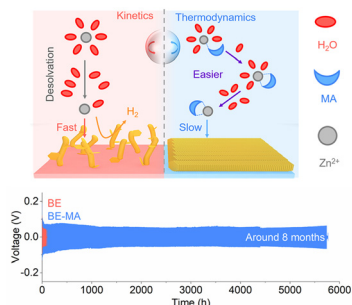 Kinetics
Thermodynamics
Desolvation
H₂
Fast
Easier
Slow
H₂O
MA
Zn²⁺
Voltage (V)
0.2
0.0
-0.2
BE
BE-MA
Around 8 months
0 1000 2000 3000 4000 5000 6000
Time (h)